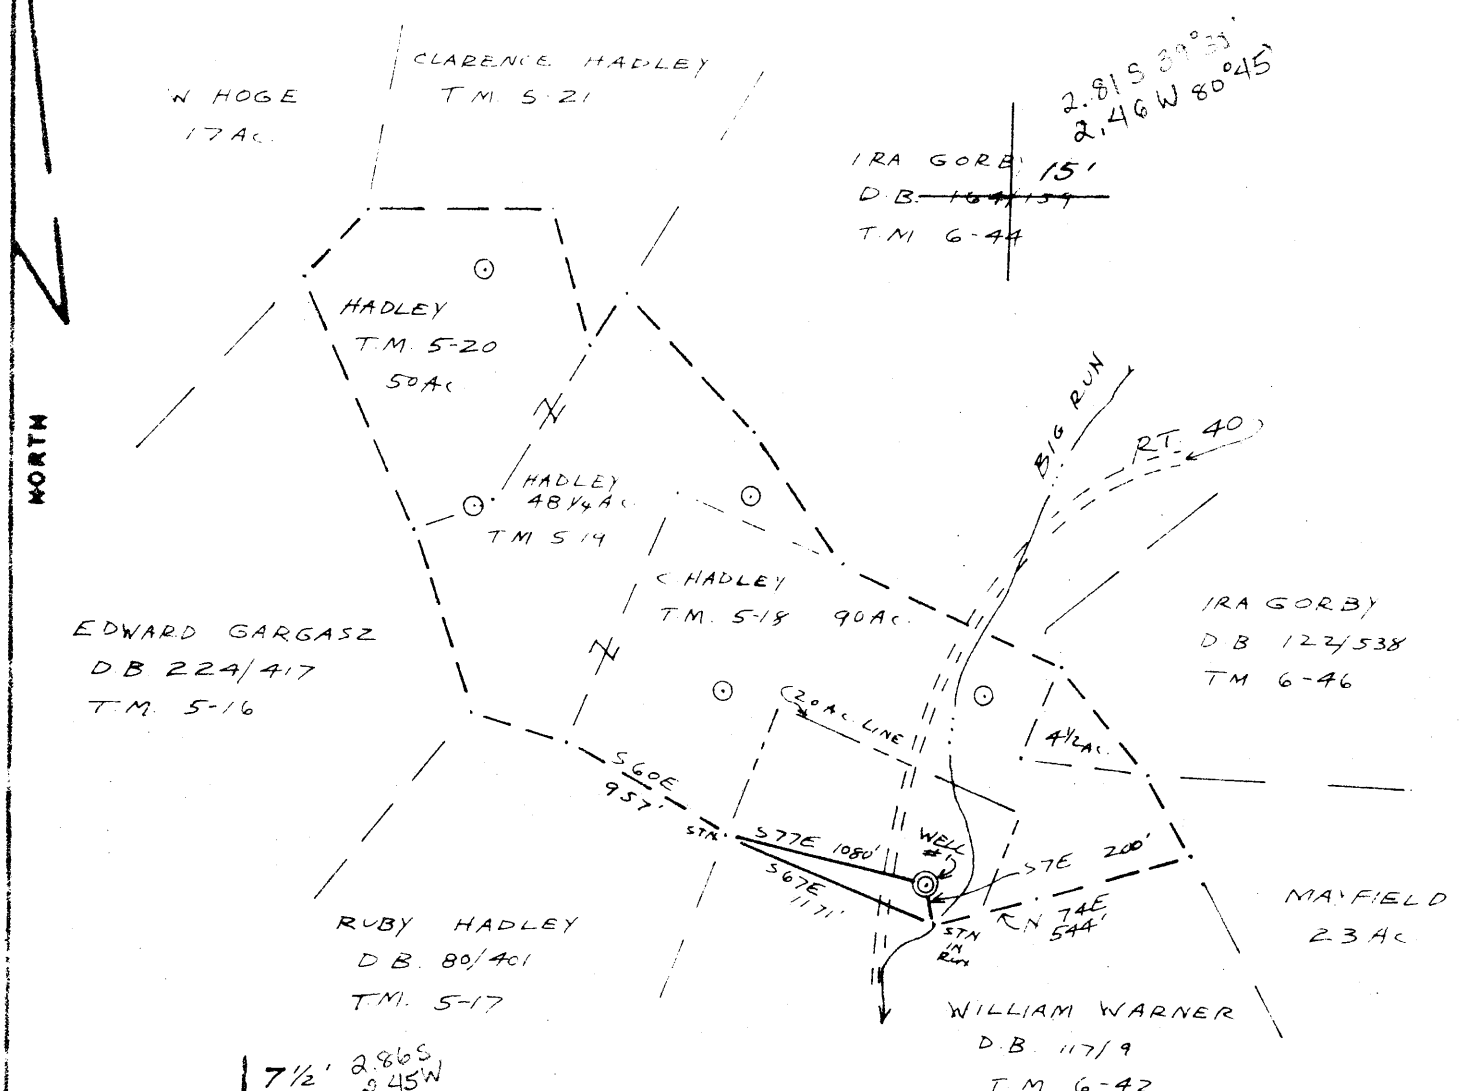 CLARENCE HADLEY
T.M. 5-21
W HOGE
17 Ac.
2.81 S
2.46 W 80°45'
IRA GORBY
15'
D.B. 164/159
T.M 6-44
HADLEY
T.M. 5-20
50 Ac
NORTH
BIG RUN
RT. 40
HADLEY
48 1/4 Ac.
TM 5 19
C HADLEY
T.M. 5-18 90 Ac.
EDWARD GARGASZ
D.B 224/417
T.M. 5-16
IRA GORBY
D B 122/538
TM 6-46
20 Ac. LINE
4 1/2 Ac.
S 60 E
957'
STN.
S 77 E 1080'
S 67 E
1171'
WELL
#1
S 7 E 200'
N 74 E
544'
STN
IN
RUN
MAYFIELD
23 Ac
RUBY HADLEY
D B. 80/401
T.M. 5-17
WILLIAM WARNER
D.B. 117/9
T.M 6-47
7 1/2' 2.86 S
2.45 W